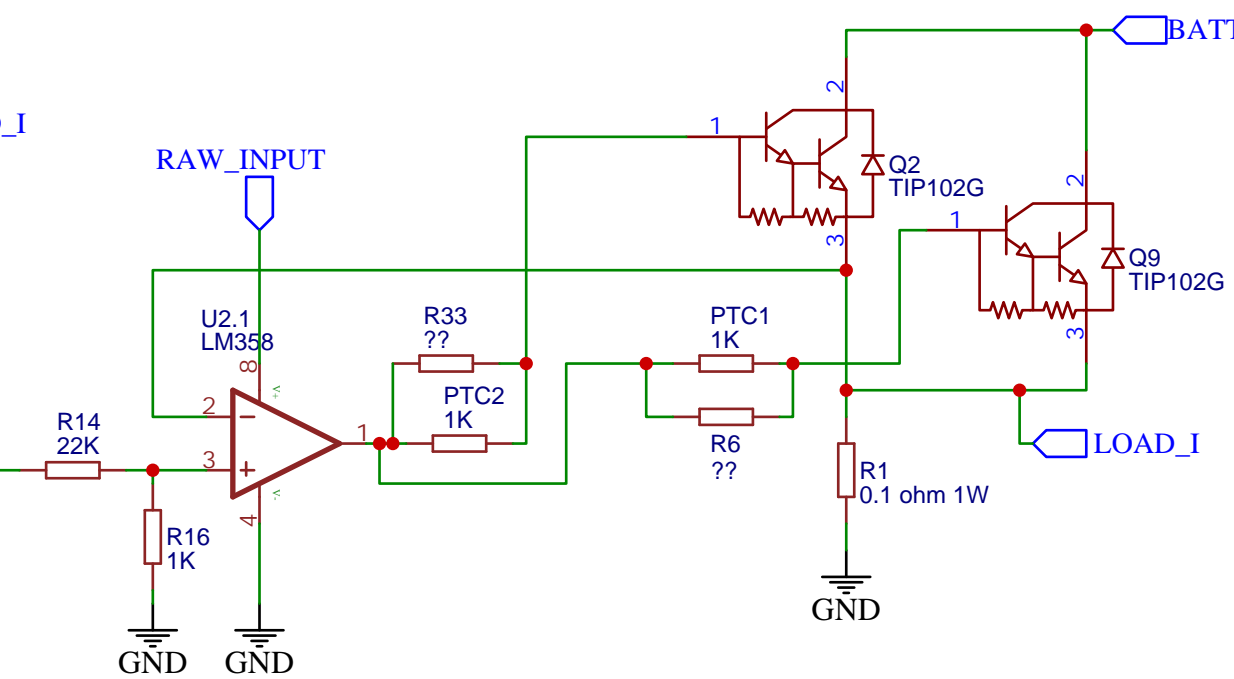 _I
RAW_INPUT
BATT
1
2
3
Q2
TIP102G
1
2
3
Q9
TIP102G
U2.1
LM358
8
V+
2
3
1
4
V-
R33
??
PTC2
1K
PTC1
1K
R6
??
R14
22K
R16
1K
R1
0.1 ohm 1W
LOAD_I
GND
GND
GND